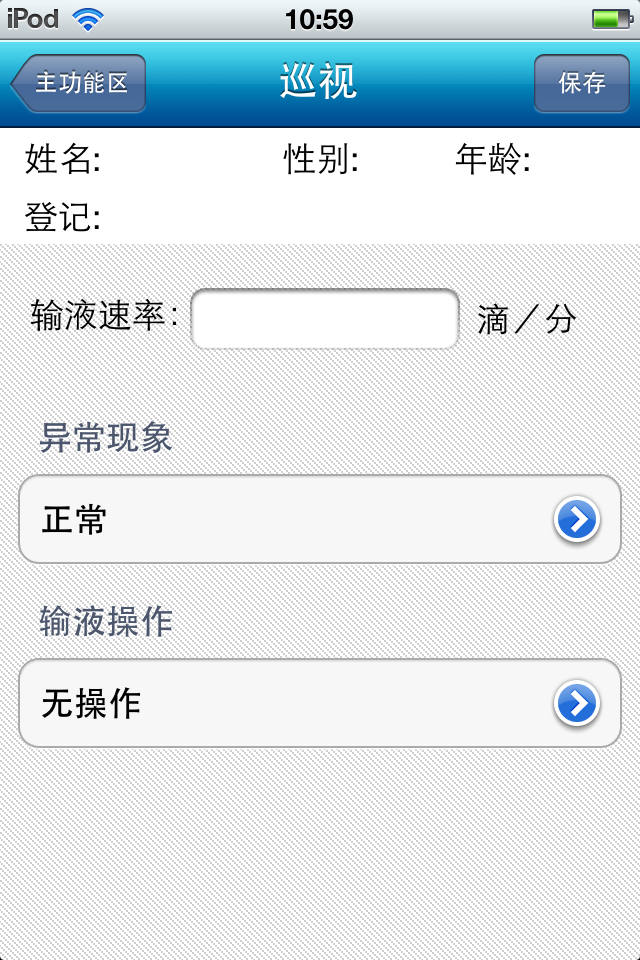 iPod 10:59
主功能区 巡视 保存
姓名: 性别: 年龄:
登记:
输液速率: 滴／分
异常现象
正常
输液操作
无操作